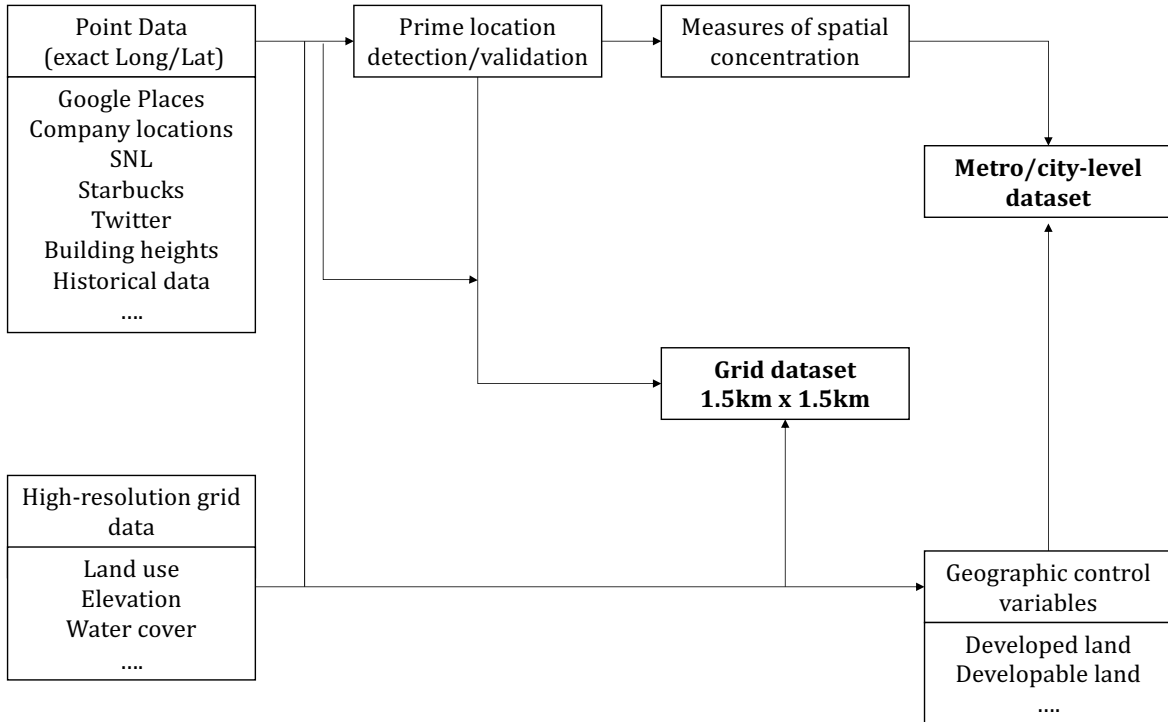 Point Data
(exact Long/Lat)
Google Places
Company locations
SNL
Starbucks
Twitter
Building heights
Historical data
....
Prime location
detection/validation
Measures of spatial
concentration
Metro/city-level
dataset
Grid dataset
1.5km x 1.5km
High-resolution grid
data
Land use
Elevation
Water cover
....
Geographic control
variables
Developed land
Developable land
....